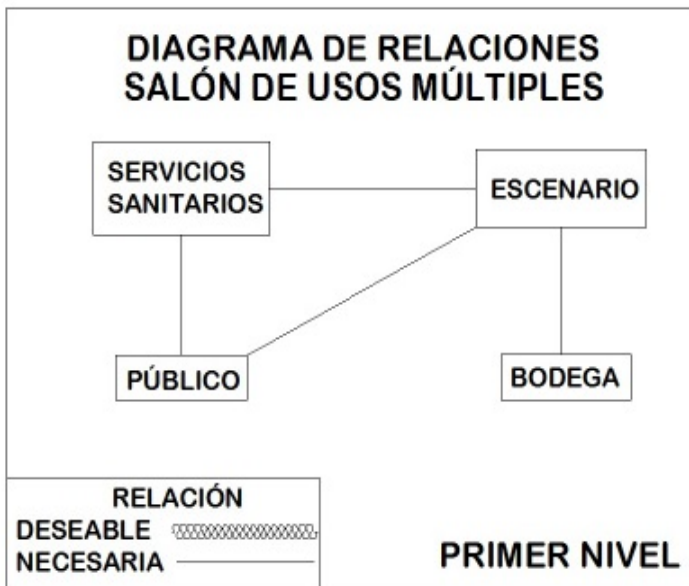 DIAGRAMA DE RELACIONES
SALÓN DE USOS MÚLTIPLES
SERVICIOS
SANITARIOS
ESCENARIO
PÚBLICO
BODEGA
RELACIÓN
DESEABLE
NECESARIA
PRIMER NIVEL